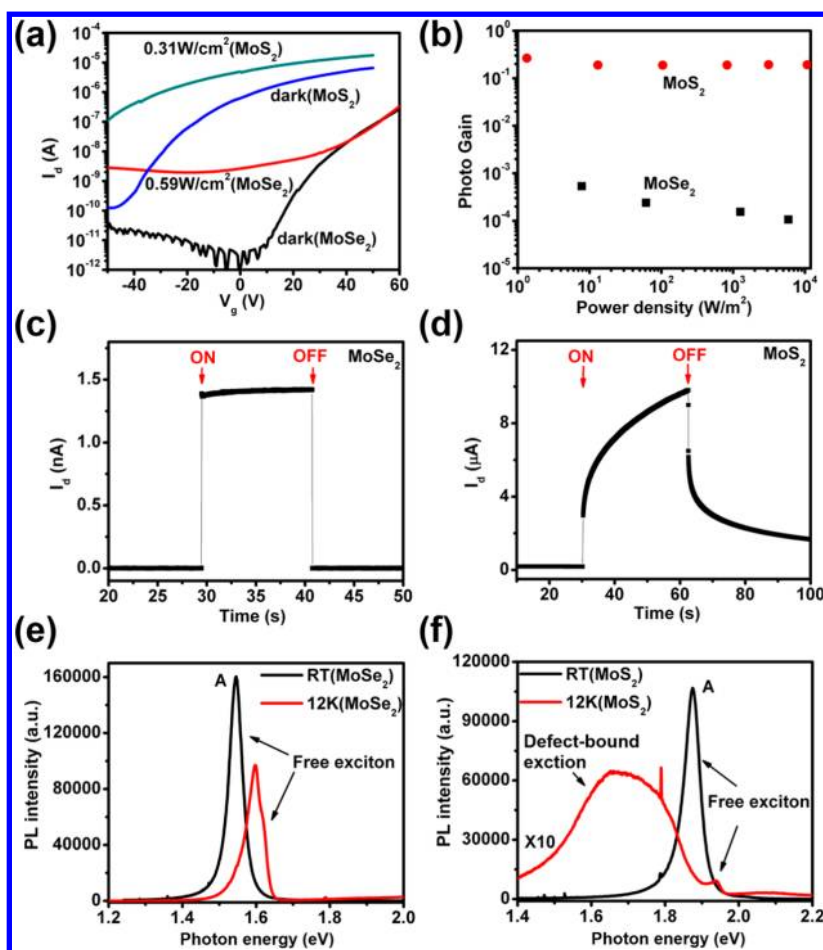 (a)
0.31W/cm²(MoS₂)
dark(MoS₂)
0.59W/cm²(MoSe₂)
dark(MoSe₂)
10⁻⁴
10⁻⁵
10⁻⁶
10⁻⁷
10⁻⁸
10⁻⁹
10⁻¹⁰
10⁻¹¹
10⁻¹²
I_d (A)
-40 -20 0 20 40 60
V_g (V)
(b)
10⁰
10⁻¹
10⁻²
10⁻³
10⁻⁴
10⁻⁵
Photo Gain
MoS₂
MoSe₂
10⁰ 10¹ 10² 10³ 10⁴
Power density (W/m²)
(c)
ON OFF MoSe₂
1.5
1.0
0.5
0.0
I_d (nA)
20 25 30 35 40 45 50
Time (s)
(d)
ON OFF MoS₂
12
8
4
0
I_d (μA)
20 40 60 80 100
Time (s)
(e)
160000
120000
80000
40000
0
PL intensity (a.u.)
A
RT(MoSe₂)
12K(MoSe₂)
Free exciton
1.2 1.4 1.6 1.8 2.0
Photon energy (eV)
(f)
120000
90000
60000
30000
0
PL intensity (a.u.)
RT(MoS₂)
12K(MoS₂)
A
Defect-bound
exction
Free exciton
X10
1.4 1.6 1.8 2.0 2.2
Photon energy (eV)